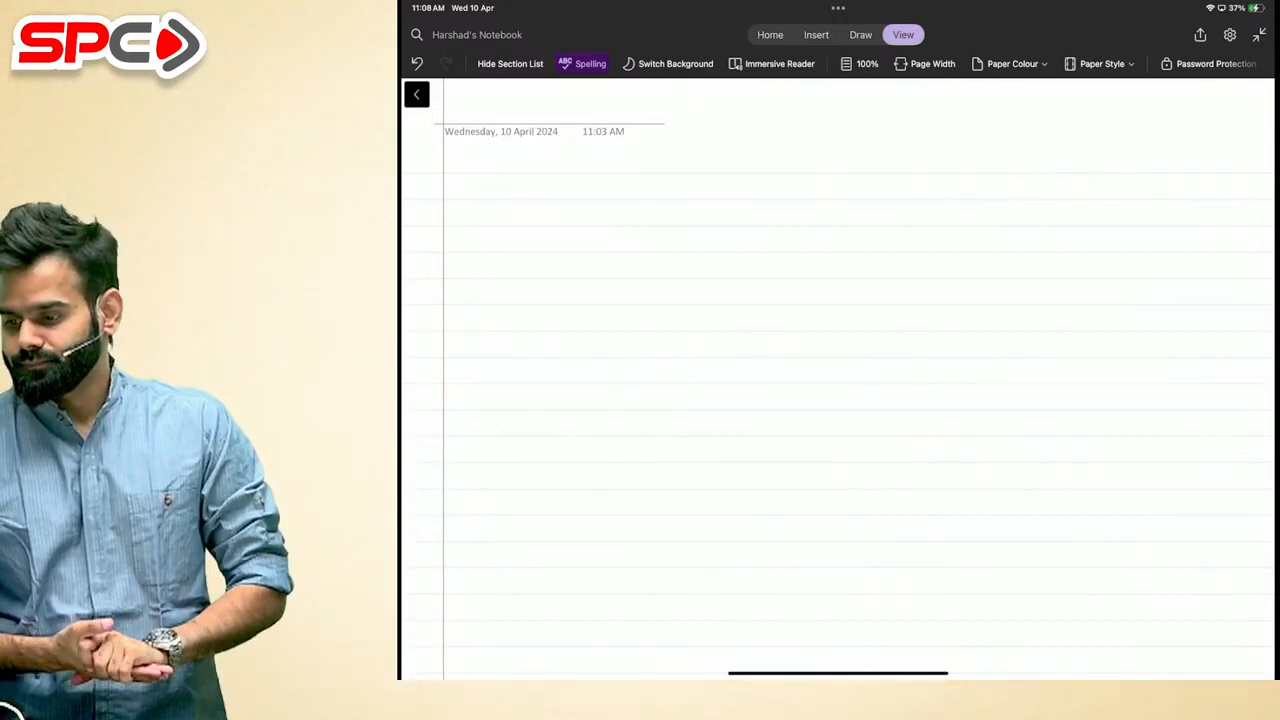 SPC
11:08 AM Wed 10 Apr 37%
Harshad's Notebook Home Insert Draw View
Hide Section List ABC Spelling Switch Background Immersive Reader 100% Page Width Paper Colour Paper Style Password Protection
Wednesday, 10 April 2024 11:03 AM